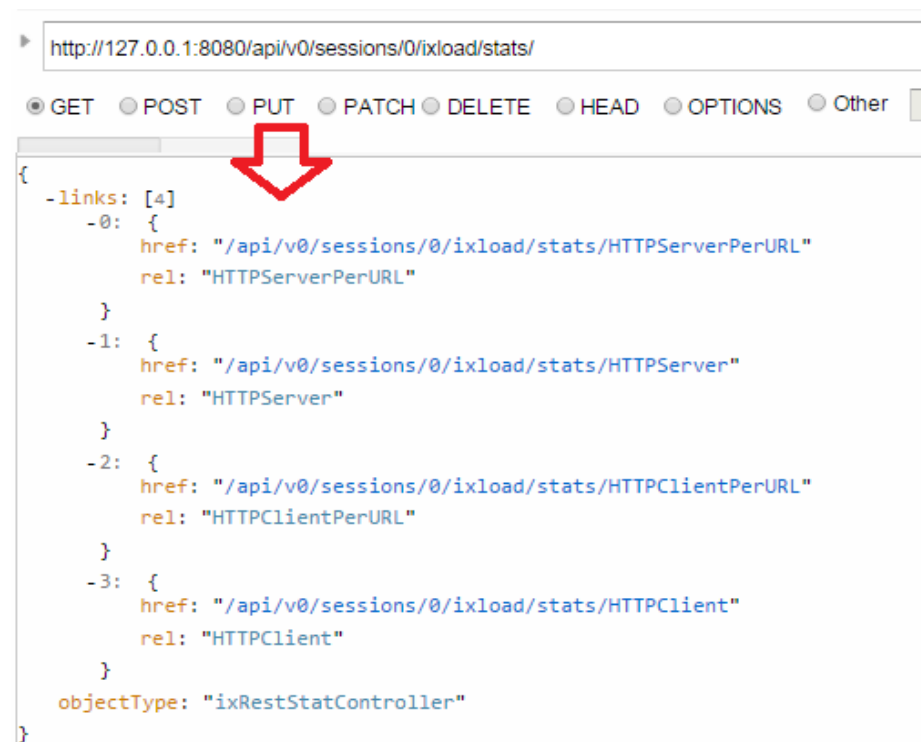 http://127.0.0.1:8080/api/v0/sessions/0/ixload/stats/
GET POST PUT PATCH DELETE HEAD OPTIONS Other
{
-links: [4]
-0: {
href: "/api/v0/sessions/0/ixload/stats/HTTPServerPerURL"
rel: "HTTPServerPerURL"
}
-1: {
href: "/api/v0/sessions/0/ixload/stats/HTTPServer"
rel: "HTTPServer"
}
-2: {
href: "/api/v0/sessions/0/ixload/stats/HTTPClientPerURL"
rel: "HTTPClientPerURL"
}
-3: {
href: "/api/v0/sessions/0/ixload/stats/HTTPClient"
rel: "HTTPClient"
}
objectType: "ixRestStatController"
}